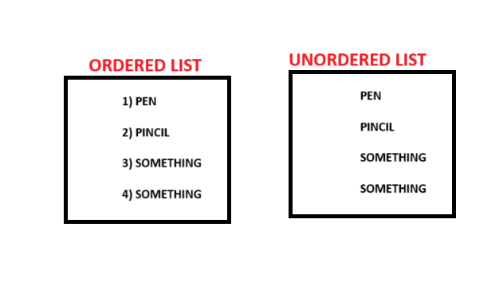 ORDERED LIST
1) PEN
2) PINCIL
3) SOMETHING
4) SOMETHING
UNORDERED LIST
PEN
PINCIL
SOMETHING
SOMETHING